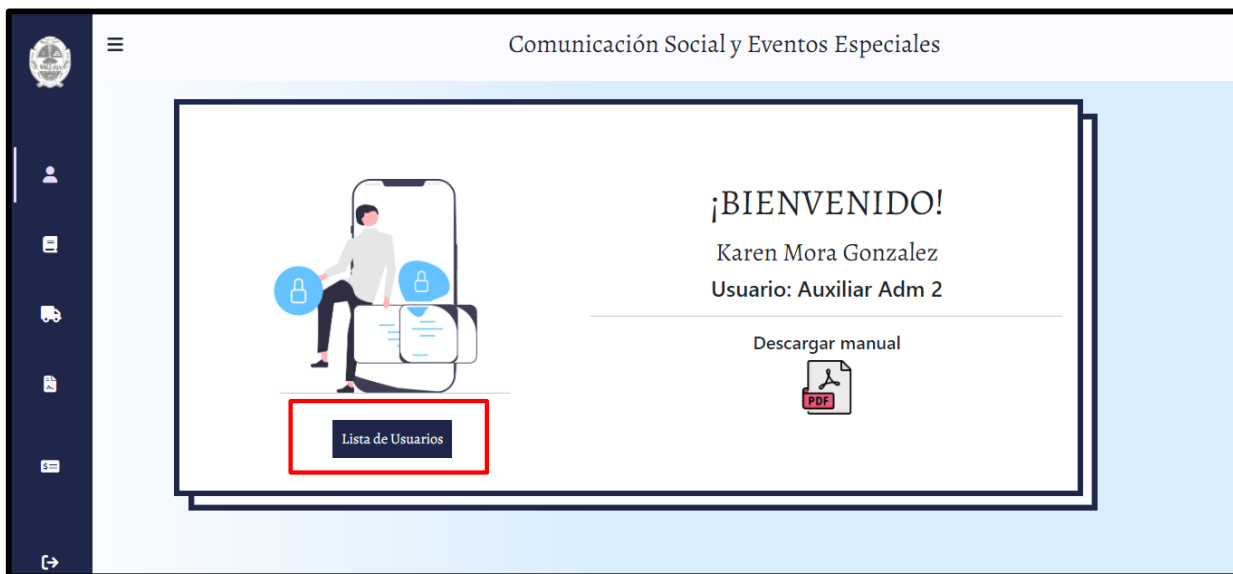 Comunicación Social y Eventos Especiales
¡BIENVENIDO!
Karen Mora Gonzalez
Usuario: Auxiliar Adm 2
Descargar manual
PDF
Lista de Usuarios